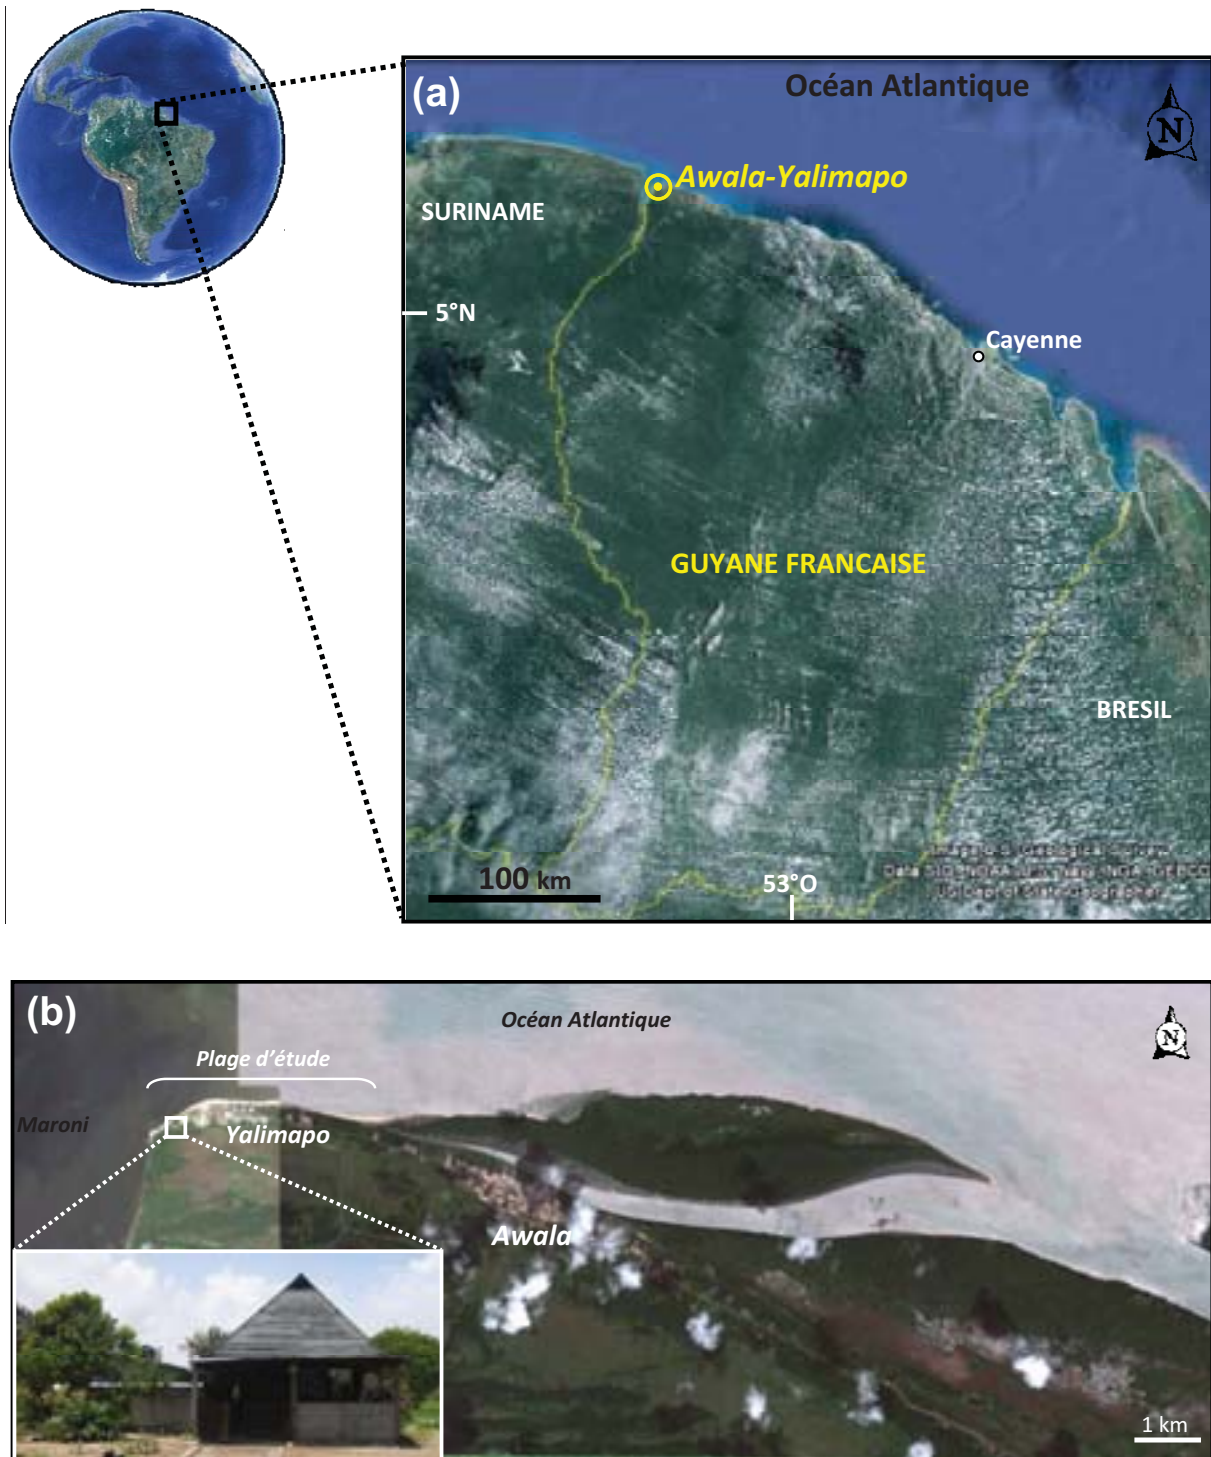 (a)
Océan Atlantique
N
Awala-Yalimapo
SURINAME
5°N
Cayenne
GUYANE FRANCAISE
BRESIL
100 km
53°O
(b)
Océan Atlantique
N
Plage d'étude
Maroni
Yalimapo
Awala
1 km